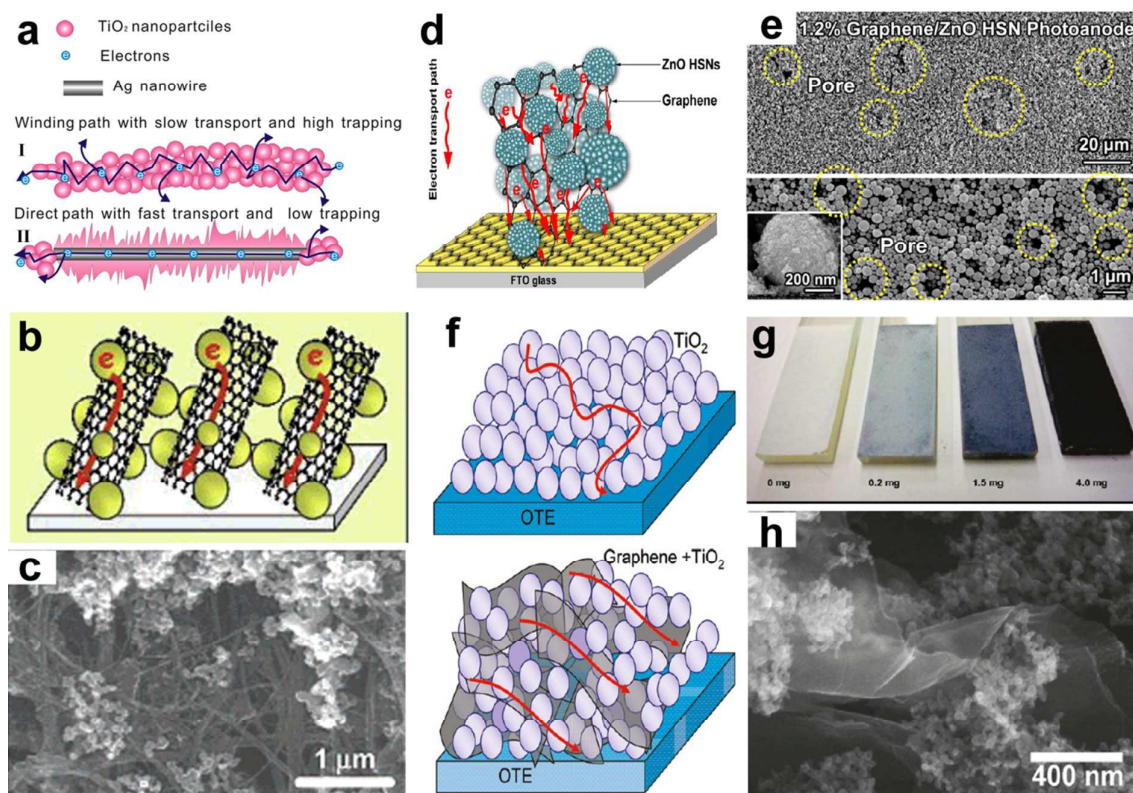 a
TiO2 nanopartciles
e Electrons
Ag nanowire
Winding path with slow transport and high trapping
I
e e e e e e e e
Direct path with fast transport and low trapping
II
e e e e e e e
b
e e e
c
1 µm
d
Electron transport path
e
ZnO HSNs
Graphene
e e e e e e e
FTO glass
e
1.2% Graphene/ZnO HSN Photoanode
Pore
20 µm
Pore
200 nm
1 µm
f
TiO2
OTE
Graphene +TiO2
OTE
g
0 mg
0.2 mg
1.5 mg
4.0 mg
h
400 nm